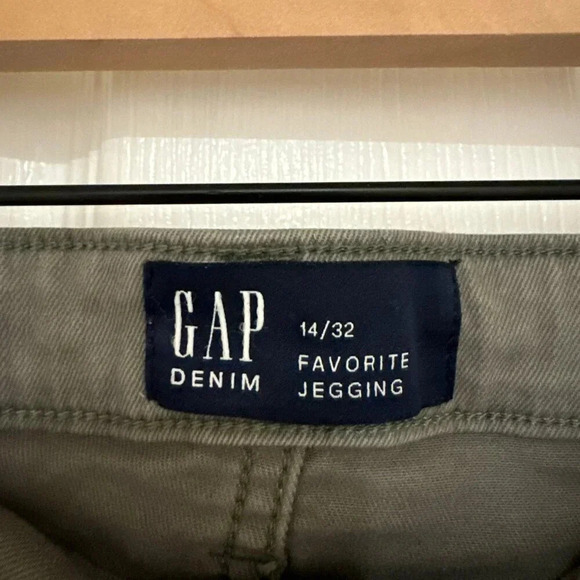 GAP
DENIM
14/32
FAVORITE
JEGGING